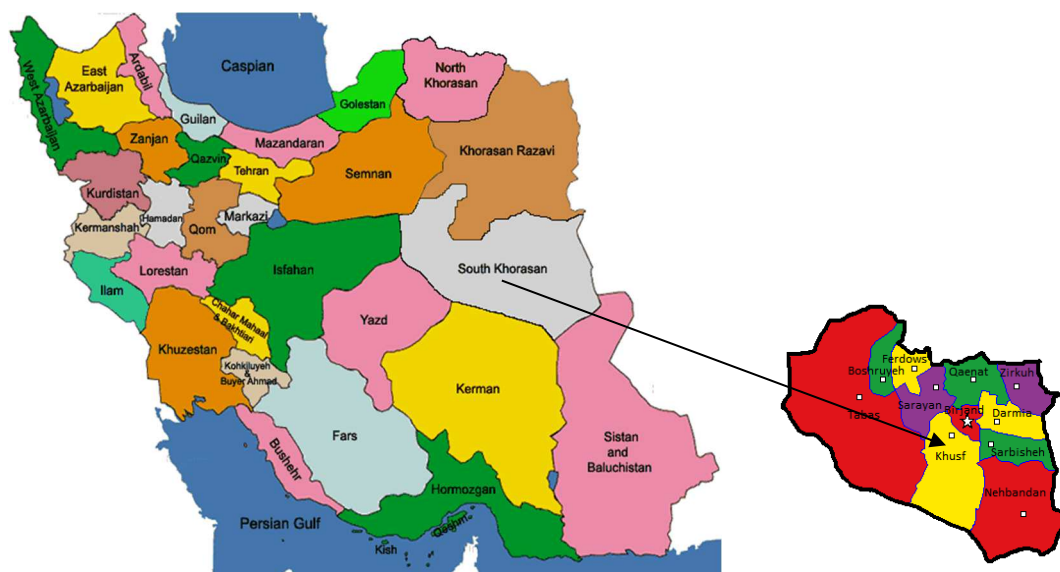 Caspian
North
Khorasan
Golestan
West Azarbaijan
East
Azarbaijan
Ardabil
Guilan
Mazandaran
Khorasan Razavi
Zanjan
Qazvin
Tehran
Semnan
Kurdistan
Hamadan
Markazi
Kermanshah
Qom
Lorestan
Isfahan
South Khorasan
Ilam
Chahar Mahaal
& Bakhtiari
Yazd
Khuzestan
Kohkiluyeh
&
Buyer Ahmad
Kerman
Fars
Sistan
and
Baluchistan
Bushehr
Hormozgan
Persian Gulf
Qeshm
Kish
Ferdows
Boshruyeh
Qaenat
Zirkuh
Tabas
Sarayan
Birjand
Darmia
Khusf
Sarbisheh
Nehbandan